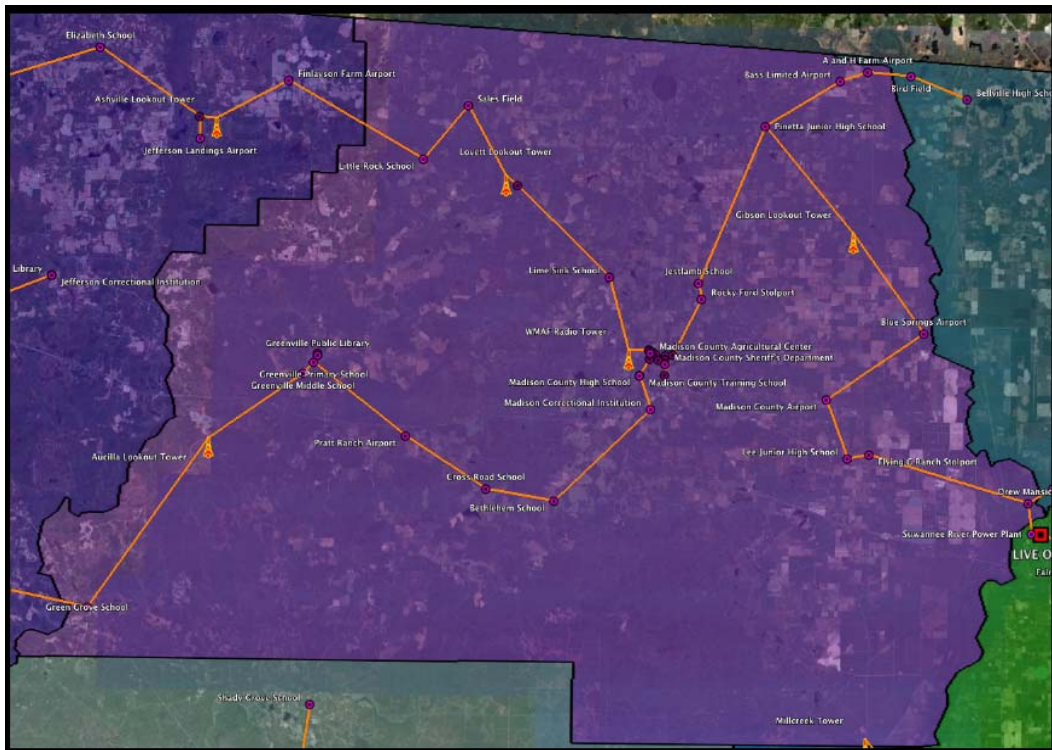 Elizabeth School
A and H Farm Airport
Finlayson Farm Airport
Bass Limited Airport
Bird Field
Bellville High Scho
Ashville Lookout Tower
Sales Field
Pinetta Junior High School
Jefferson Landings Airport
Lovett Lookout Tower
Little Rock School
Gibson Lookout Tower
Library
Jefferson Correctional Institution
Lime Sink School
Jestlamb School
Rocky Ford Stolport
WMAF Radio Tower
Blue Springs Airport
Greenville Public Library
Madison County Agricultural Center
Madison County Sheriff's Department
Greenville Primary School
Greenville Middle School
Madison County High School
Madison County Training School
Madison Correctional Institution
Madison County Airport
Pratt Ranch Airport
Aucilla Lookout Tower
Lee Junior High School
Flying C Ranch Stolport
Cross Road School
Bethlehem School
Drew Mansio
Suwannee River Power Plant
LIVE O
Fair
Green Grove School
Shady Grove School
Millcreek Tower